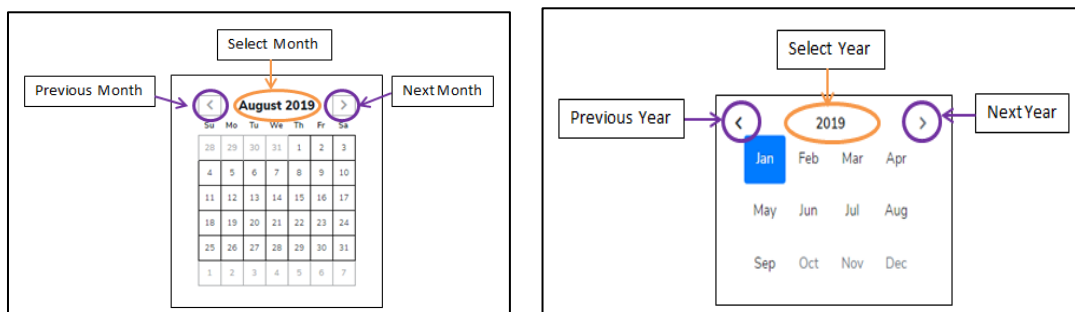 Select Month
Previous Month
Next Month
< August 2019 >
Su Mo Tu We Th Fr Sa
28 29 30 31 1 2 3
4 5 6 7 8 9 10
11 12 13 14 15 16 17
18 19 20 21 22 23 24
25 26 27 28 29 30 31
1 2 3 4 5 6 7
Select Year
Previous Year
Next Year
< 2019 >
Jan Feb Mar Apr
May Jun Jul Aug
Sep Oct Nov Dec